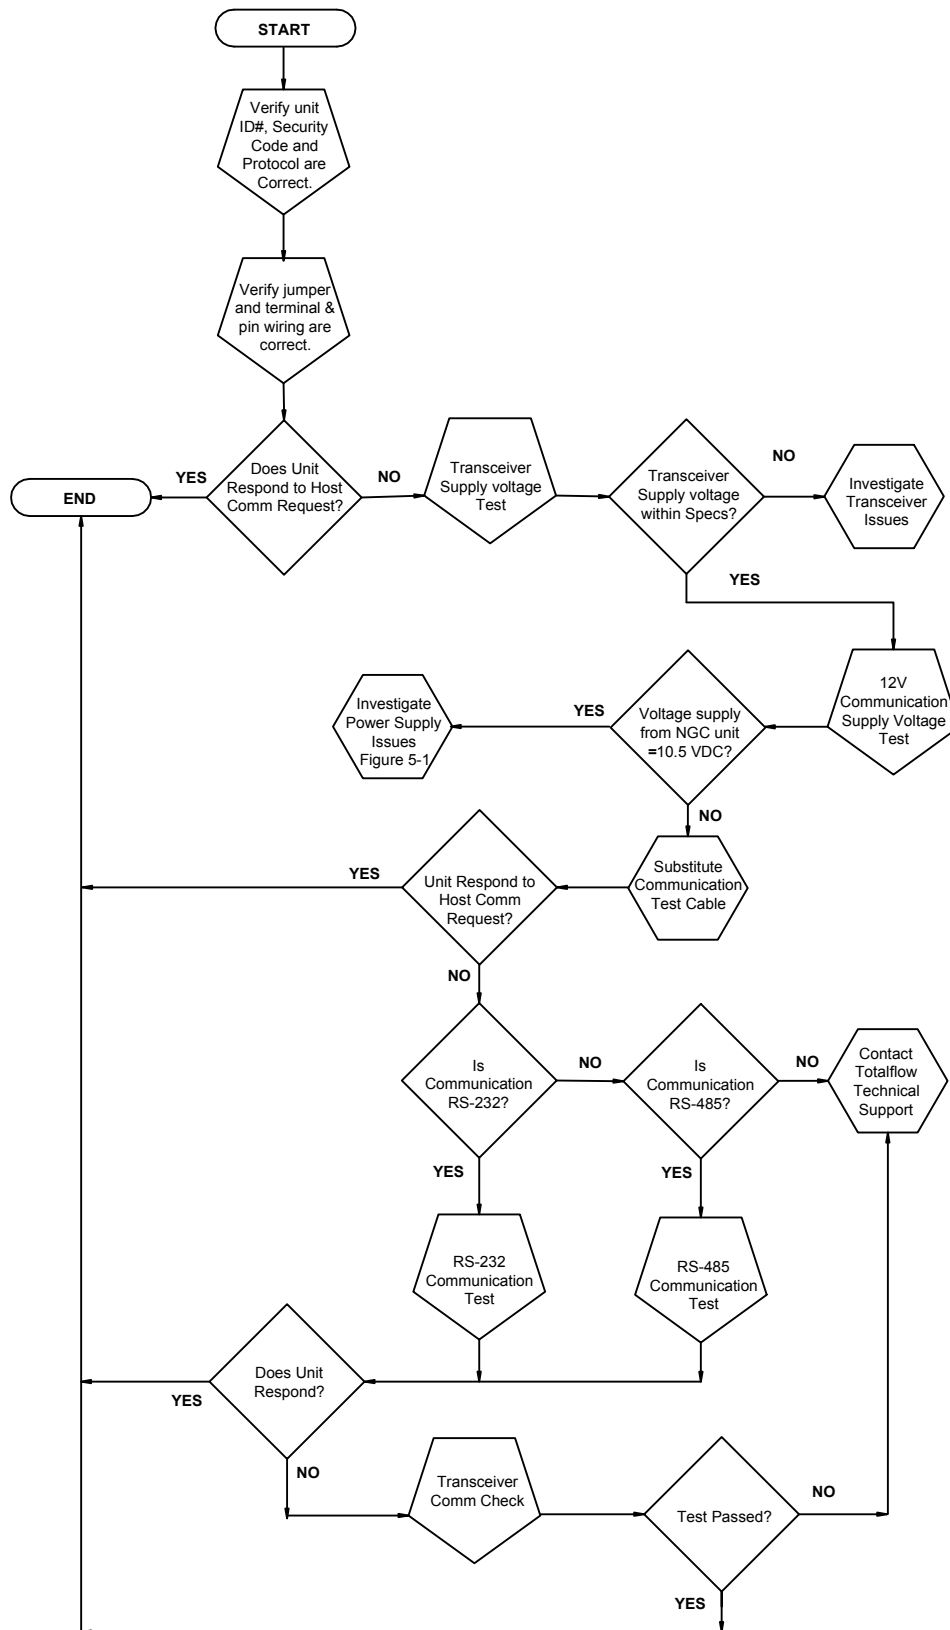 START
Verify unit
ID#, Security
Code and
Protocol are
Correct.
Verify jumper
and terminal &
pin wiring are
correct.
Does Unit
Respond to Host
Comm Request?
YES
NO
END
Transceiver
Supply voltage
Test
Transceiver
Supply voltage
within Specs?
NO
Investigate
Transceiver
Issues
YES
12V
Communication
Supply Voltage
Test
Voltage supply
from NGC unit
=10.5 VDC?
YES
Investigate
Power Supply
Issues
Figure 5-1
NO
Substitute
Communication
Test Cable
Unit Respond to
Host Comm
Request?
YES
NO
Is
Communication
RS-232?
NO
Is
Communication
RS-485?
NO
Contact
Totalflow
Technical
Support
YES
YES
RS-232
Communication
Test
RS-485
Communication
Test
Does Unit
Respond?
YES
NO
Transceiver
Comm Check
Test Passed?
NO
YES